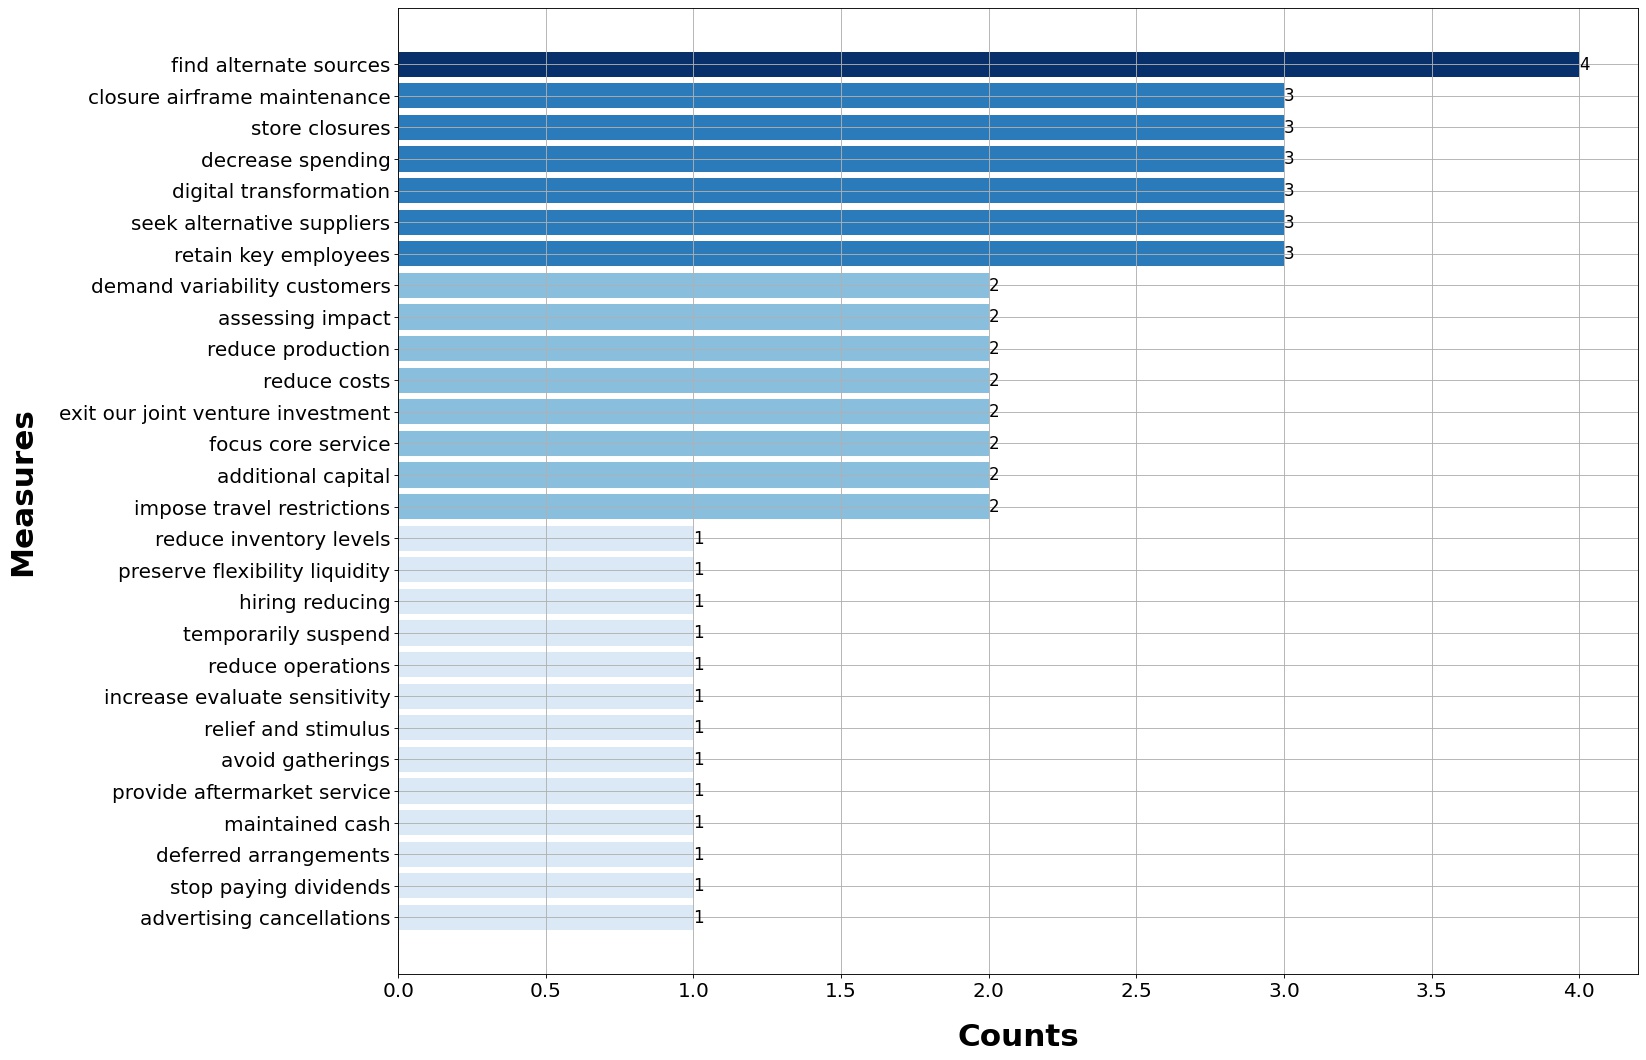 find alternate sources 4
closure airframe maintenance 3
store closures 3
decrease spending 3
digital transformation 3
seek alternative suppliers 3
retain key employees 3
demand variability customers 2
assessing impact 2
reduce production 2
reduce costs 2
exit our joint venture investment 2
focus core service 2
additional capital 2
impose travel restrictions 2
reduce inventory levels 1
preserve flexibility liquidity 1
hiring reducing 1
temporarily suspend 1
reduce operations 1
increase evaluate sensitivity 1
relief and stimulus 1
avoid gatherings 1
provide aftermarket service 1
maintained cash 1
deferred arrangements 1
stop paying dividends 1
advertising cancellations 1
Measures
0.0 0.5 1.0 1.5 2.0 2.5 3.0 3.5 4.0
Counts